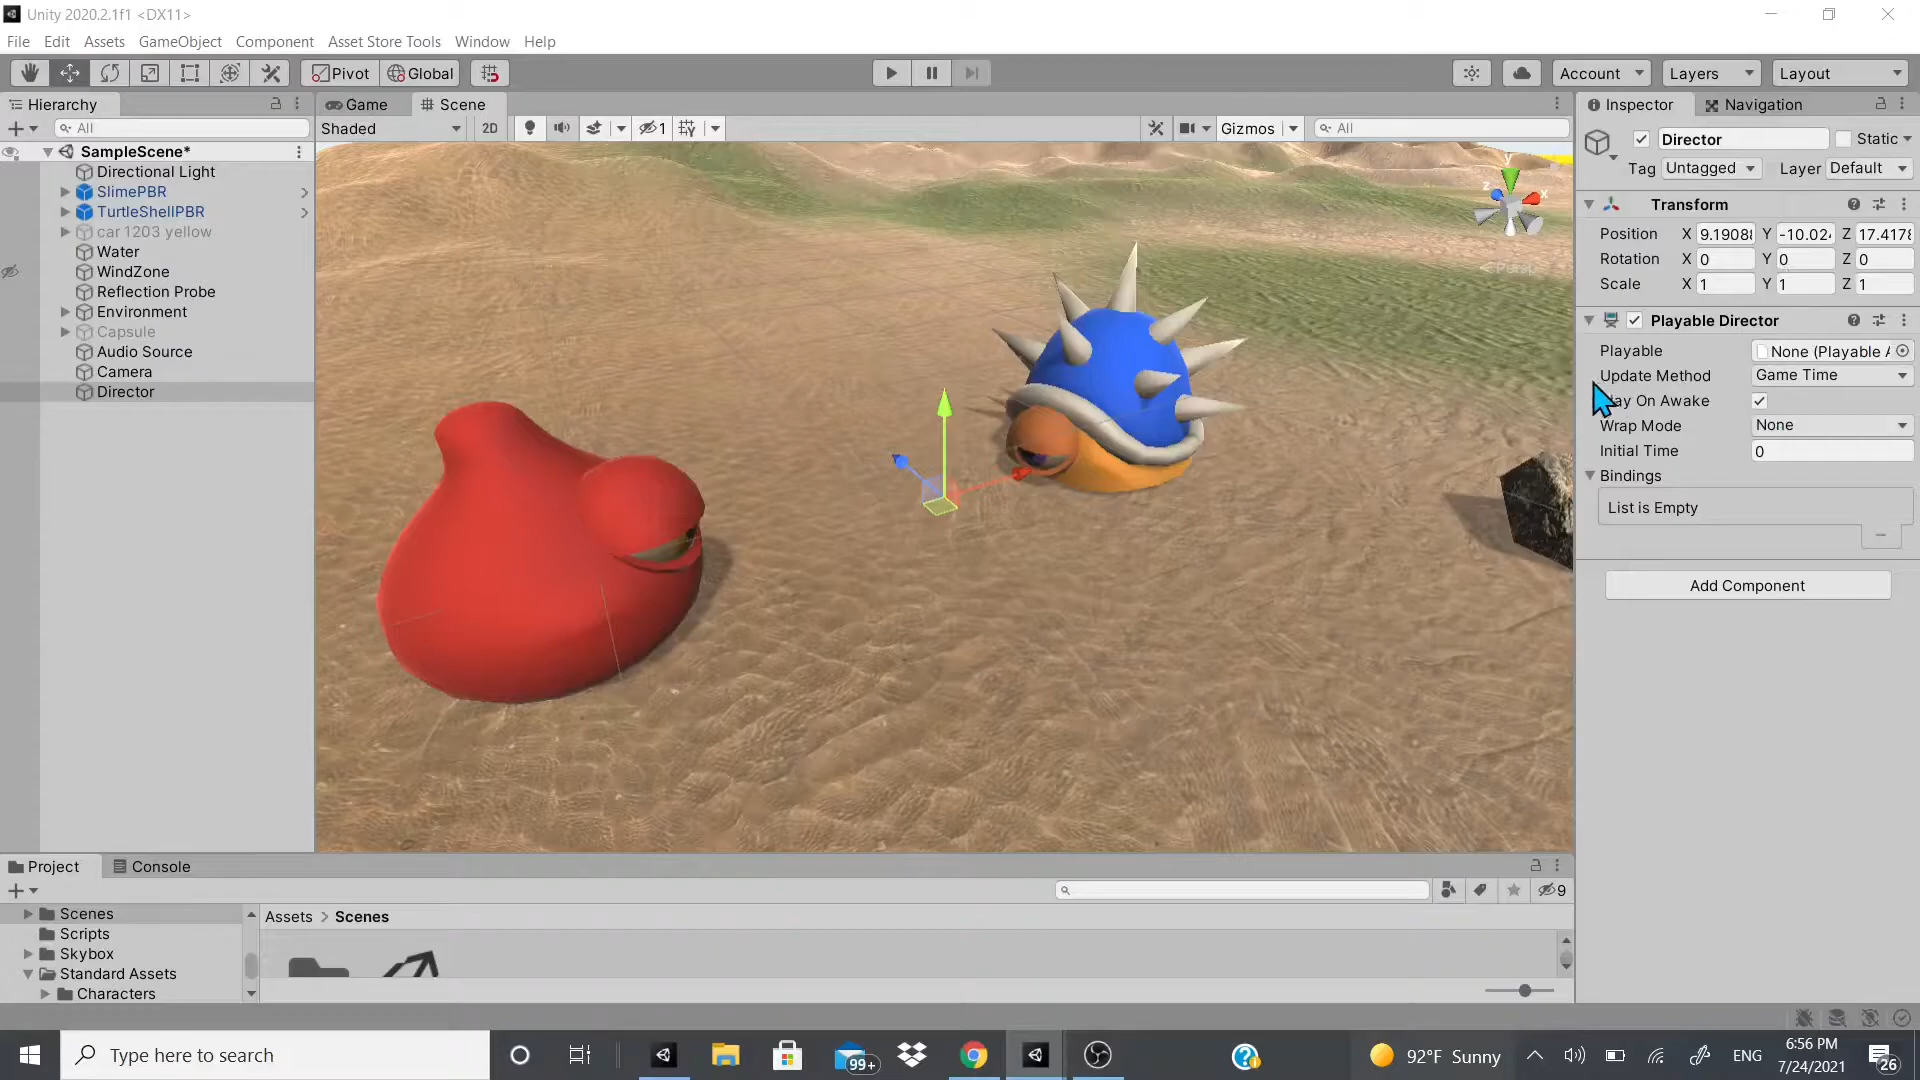 Unity 2020.2.1f1 <DX11>
File Edit Assets GameObject Component Asset Store Tools Window Help
Pivot Global Account Layers Layout
Hierarchy Game Scene Inspector Navigation
All Shaded 2D 1 Gizmos All Director Static
SampleScene*
Directional Light
SlimePBR
TurtleShellPBR
car 1203 yellow
Water
WindZone
Reflection Probe
Environment
Capsule
Audio Source
Camera
Director
y
z x
Persp
Tag Untagged Layer Default
Transform
Position X 9.1908 Y -10.02 Z 17.417
Rotation X 0 Y 0 Z 0
Scale X 1 Y 1 Z 1
Playable Director
Playable None (Playable A
Update Method Game Time
lay On Awake
Wrap Mode None
Initial Time 0
Bindings
List is Empty
Add Component
Project Console
9
Scenes
Scripts
Skybox
Standard Assets
Characters
Assets > Scenes
Type here to search
99+
92°F Sunny
ENG
6:56 PM
7/24/2021
26